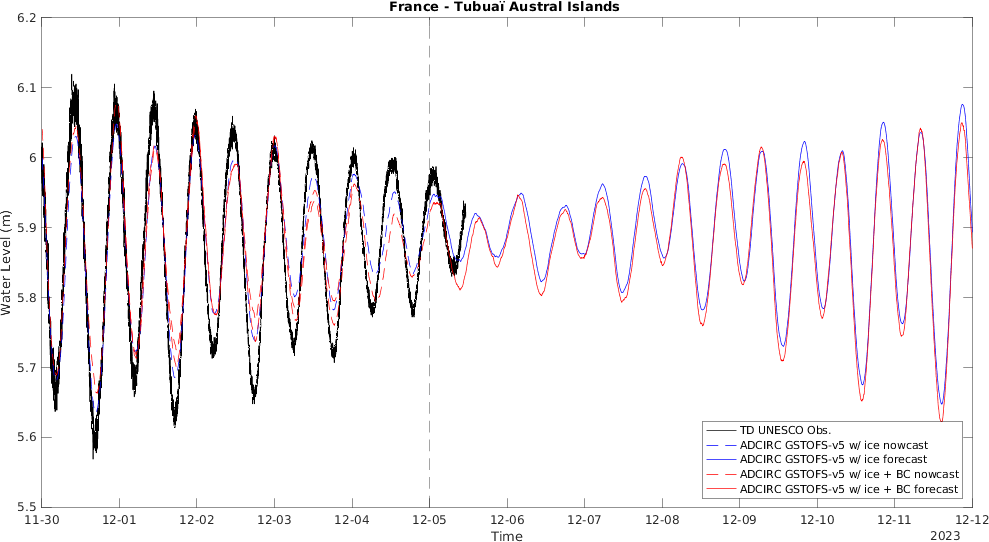 France - Tubuaï Austral Islands
6.2
6.1
6
5.9
5.8
5.7
5.6
5.5
Water Level (m)
11-30 12-01 12-02 12-03 12-04 12-05 12-06 12-07 12-08 12-09 12-10 12-11 12-12
Time
2023
TD UNESCO Obs.
ADCIRC GSTOFS-v5 w/ ice nowcast
ADCIRC GSTOFS-v5 w/ ice forecast
ADCIRC GSTOFS-v5 w/ ice + BC nowcast
ADCIRC GSTOFS-v5 w/ ice + BC forecast